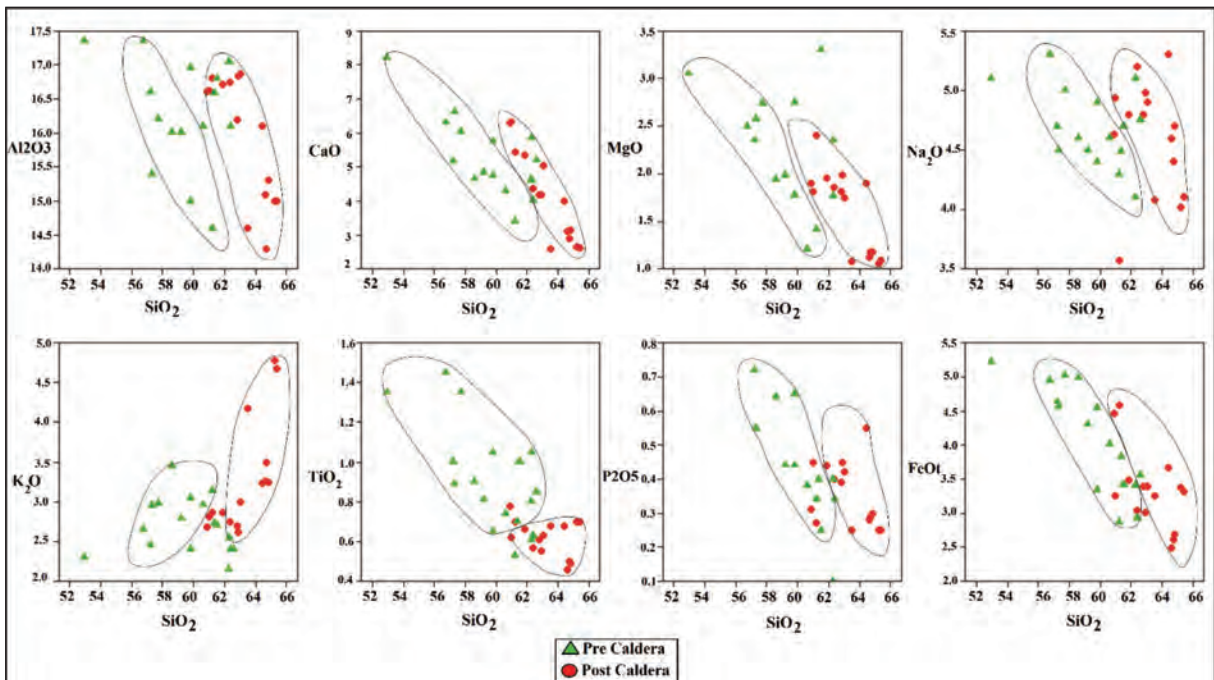 17.5
17.0
16.5
16.0
15.5
15.0
14.5
14.0
Al2O3
52 54 56 58 60 62 64 66
SiO2
9
8
7
6
5
4
3
2
CaO
52 54 56 58 60 62 64 66
SiO2
4.0
3.5
3.0
2.5
2.0
1.5
1.0
MgO
52 54 56 58 60 62 64 66
SiO2
5.5
5.0
4.5
4.0
3.5
Na2O
52 54 56 58 60 62 64 66
SiO2
5.0
4.5
4.0
3.5
3.0
2.5
2.0
K2O
52 54 56 58 60 62 64 66
SiO2
1.6
1.4
1.2
1.0
0.8
0.6
0.4
TiO2
52 54 56 58 60 62 64 66
SiO2
0.8
0.7
0.6
0.5
0.4
0.3
0.2
0.1
P2O5
52 54 56 58 60 62 64 66
SiO2
5.5
5.0
4.5
4.0
3.5
3.0
2.5
2.0
FeOt
52 54 56 58 60 62 64 66
SiO2
Pre Caldera
Post Caldera